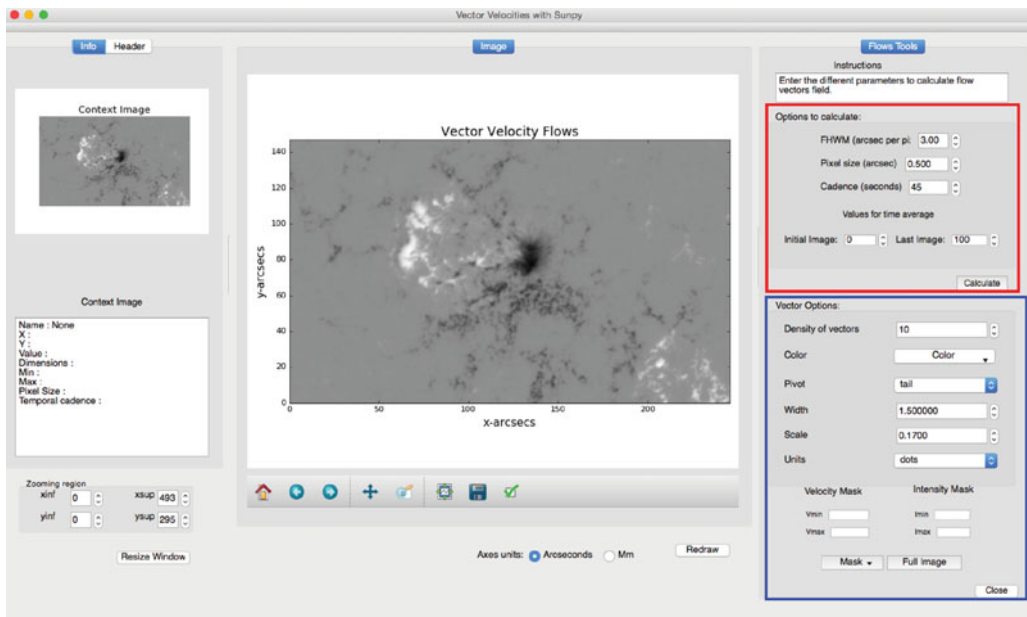 Vector Velocities with Sunpy
Info Header
Context Image
Context Image
Name : None
X :
Y :
Value :
Dimensions :
Min :
Max :
Pixel Size :
Temporal cadence :
Zooming region
xinf 0 xsup 493
yinf 0 ysup 295
Resize Window
Image
Vector Velocity Flows
y-arcsecs
140
120
100
80
60
40
20
0
0 50 100 150 200
x-arcsecs
Axes units: Arcseconds Mm Redraw
Flows Tools
Instructions
Enter the different parameters to calculate flow
vectors field.
Options to calculate:
FHWM (arcsec per pi: 3.00
Pixel size (arcsec) 0.500
Cadence (seconds) 45
Values for time average
Initial Image: 0 Last Image: 100
Calculate
Vector Options:
Density of vectors 10
Color Color
Pivot tail
Width 1.500000
Scale 0.1700
Units dots
Velocity Mask Intensity Mask
Vmin Imin
Vmax Imax
Mask Full Image
Close